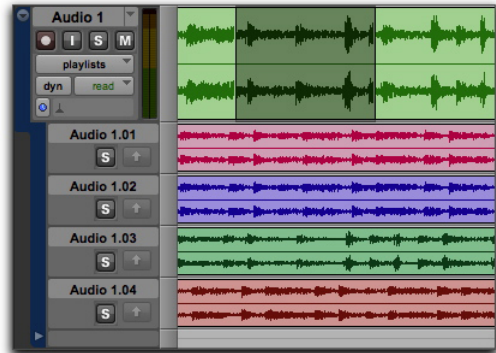 Audio 1
I S M
playlists
dyn read
Audio 1.01
S
Audio 1.02
S
Audio 1.03
S
Audio 1.04
S